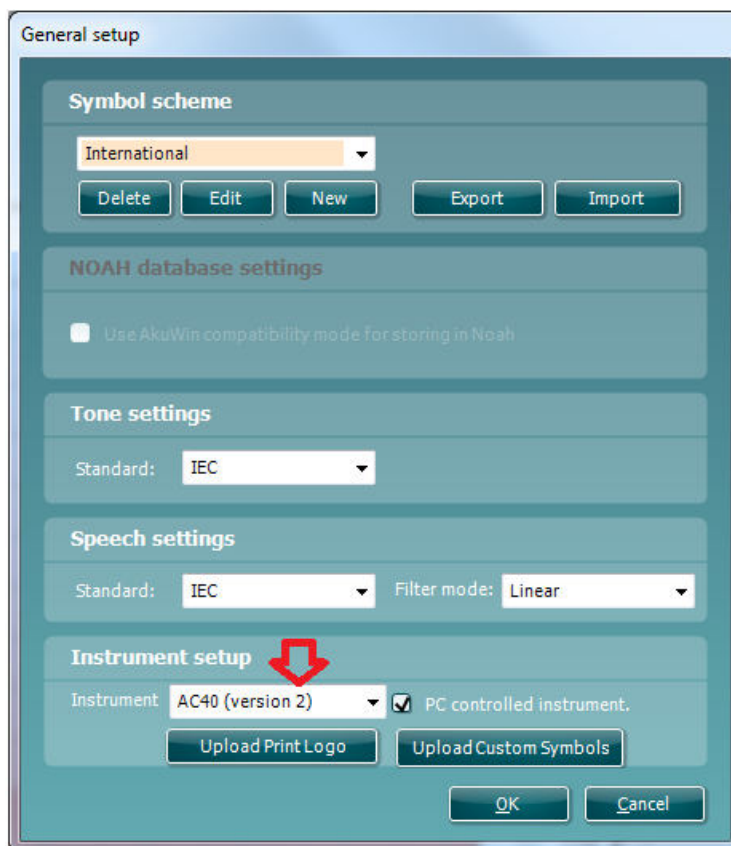 General setup
Symbol scheme
International
Delete Edit New Export Import
NOAH database settings
Use AkuWin compatibility mode for storing in Noah
Tone settings
Standard: IEC
Speech settings
Standard: IEC Filter mode: Linear
Instrument setup
Instrument AC40 (version 2) PC controlled instrument.
Upload Print Logo Upload Custom Symbols
OK Cancel